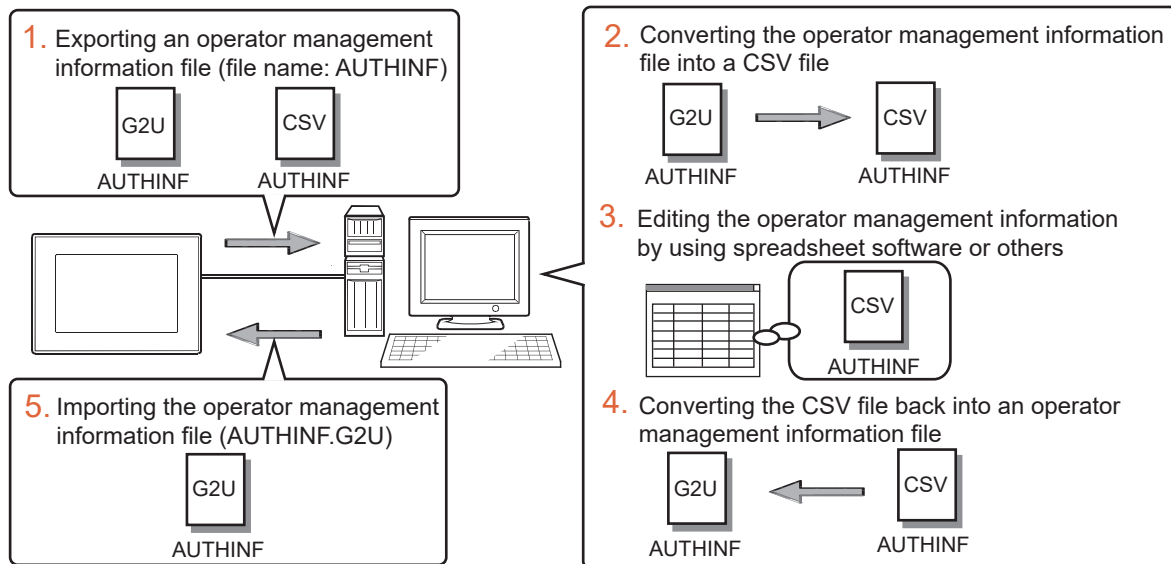 1. Exporting an operator management
information file (file name: AUTHINF)
G2U
CSV
AUTHINF
AUTHINF
2. Converting the operator management information
file into a CSV file
G2U
CSV
AUTHINF
AUTHINF
3. Editing the operator management information
by using spreadsheet software or others
CSV
AUTHINF
4. Converting the CSV file back into an operator
management information file
G2U
CSV
AUTHINF
AUTHINF
5. Importing the operator management
information file (AUTHINF.G2U)
G2U
AUTHINF